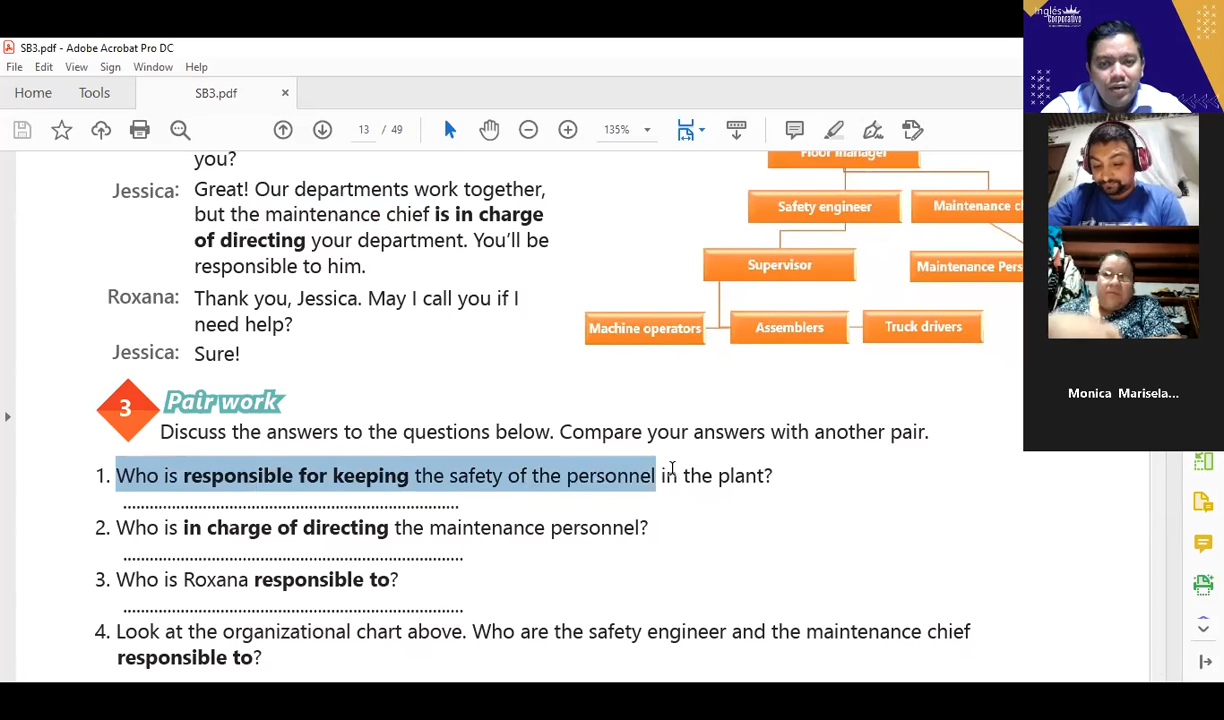 SB3.pdf - Adobe Acrobat Pro DC
File Edit View Sign Window Help
Home Tools SB3.pdf ×
13 / 49 135%
you?
Jessica: Great! Our departments work together,
but the maintenance chief is in charge
of directing your department. You'll be
responsible to him.
Roxana: Thank you, Jessica. May I call you if I
need help?
Jessica: Sure!
Floor manager
Safety engineer Maintenance ch
Supervisor Maintenance Pers
Machine operators Assemblers Truck drivers
3 Pair work
Discuss the answers to the questions below. Compare your answers with another pair.
1. Who is responsible for keeping the safety of the personnel in the plant?
2. Who is in charge of directing the maintenance personnel?
3. Who is Roxana responsible to?
4. Look at the organizational chart above. Who are the safety engineer and the maintenance chief
responsible to?
inglés
corporativo
Monica Marisela...